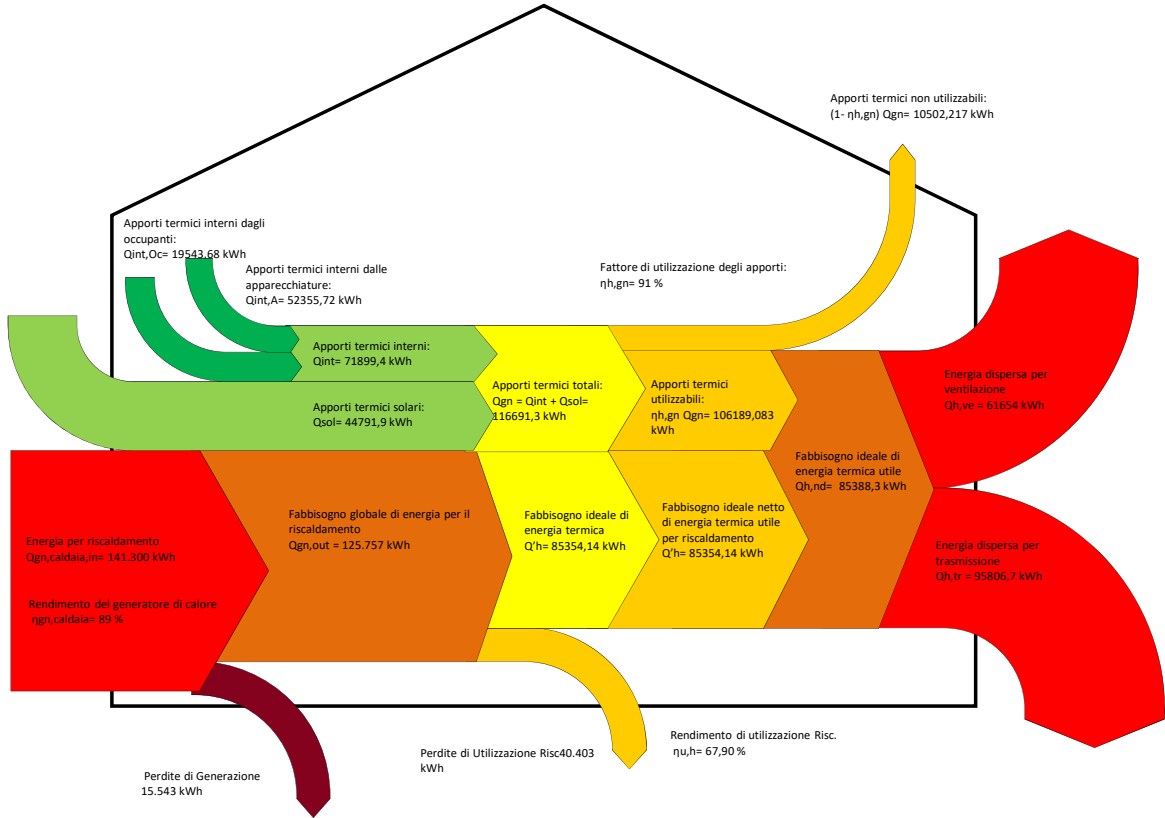 Apporti termici non utilizzabili:
(1- ηh,gn) Qgn= 10502,217 kWh
Apporti termici interni dagli
occupanti:
Qint,Oc= 19543,68 kWh
Apporti termici interni dalle
apparecchiature:
Qint,A= 52355,72 kWh
Fattore di utilizzazione degli apporti:
ηh,gn= 91 %
Apporti termici interni:
Qint= 71899,4 kWh
Apporti termici solari:
Qsol= 44791,9 kWh
Apporti termici totali:
Qgn = Qint + Qsol=
116691,3 kWh
Apporti termici
utilizzabili:
ηh,gn Qgn= 106189,083
kWh
Energia dispersa per
ventilazione
Qh,ve = 61654 kWh
Fabbisogno ideale di
energia termica utile
Qh,nd= 85388,3 kWh
Energia per riscaldamento
Qgn,caldaia,in= 141.300 kWh
Rendimento del generatore di calore
ηgn,caldaia= 89 %
Fabbisogno globale di energia per il
riscaldamento
Qgn,out = 125.757 kWh
Fabbisogno ideale di
energia termica
Q'h= 85354,14 kWh
Fabbisogno ideale netto
di energia termica utile
per riscaldamento
Q'h= 85354,14 kWh
Energia dispersa per
trasmissione
Qh,tr = 95806,7 kWh
Perdite di Generazione
15.543 kWh
Perdite di Utilizzazione Risc40.403
kWh
Rendimento di utilizzazione Risc.
ηu,h= 67,90 %